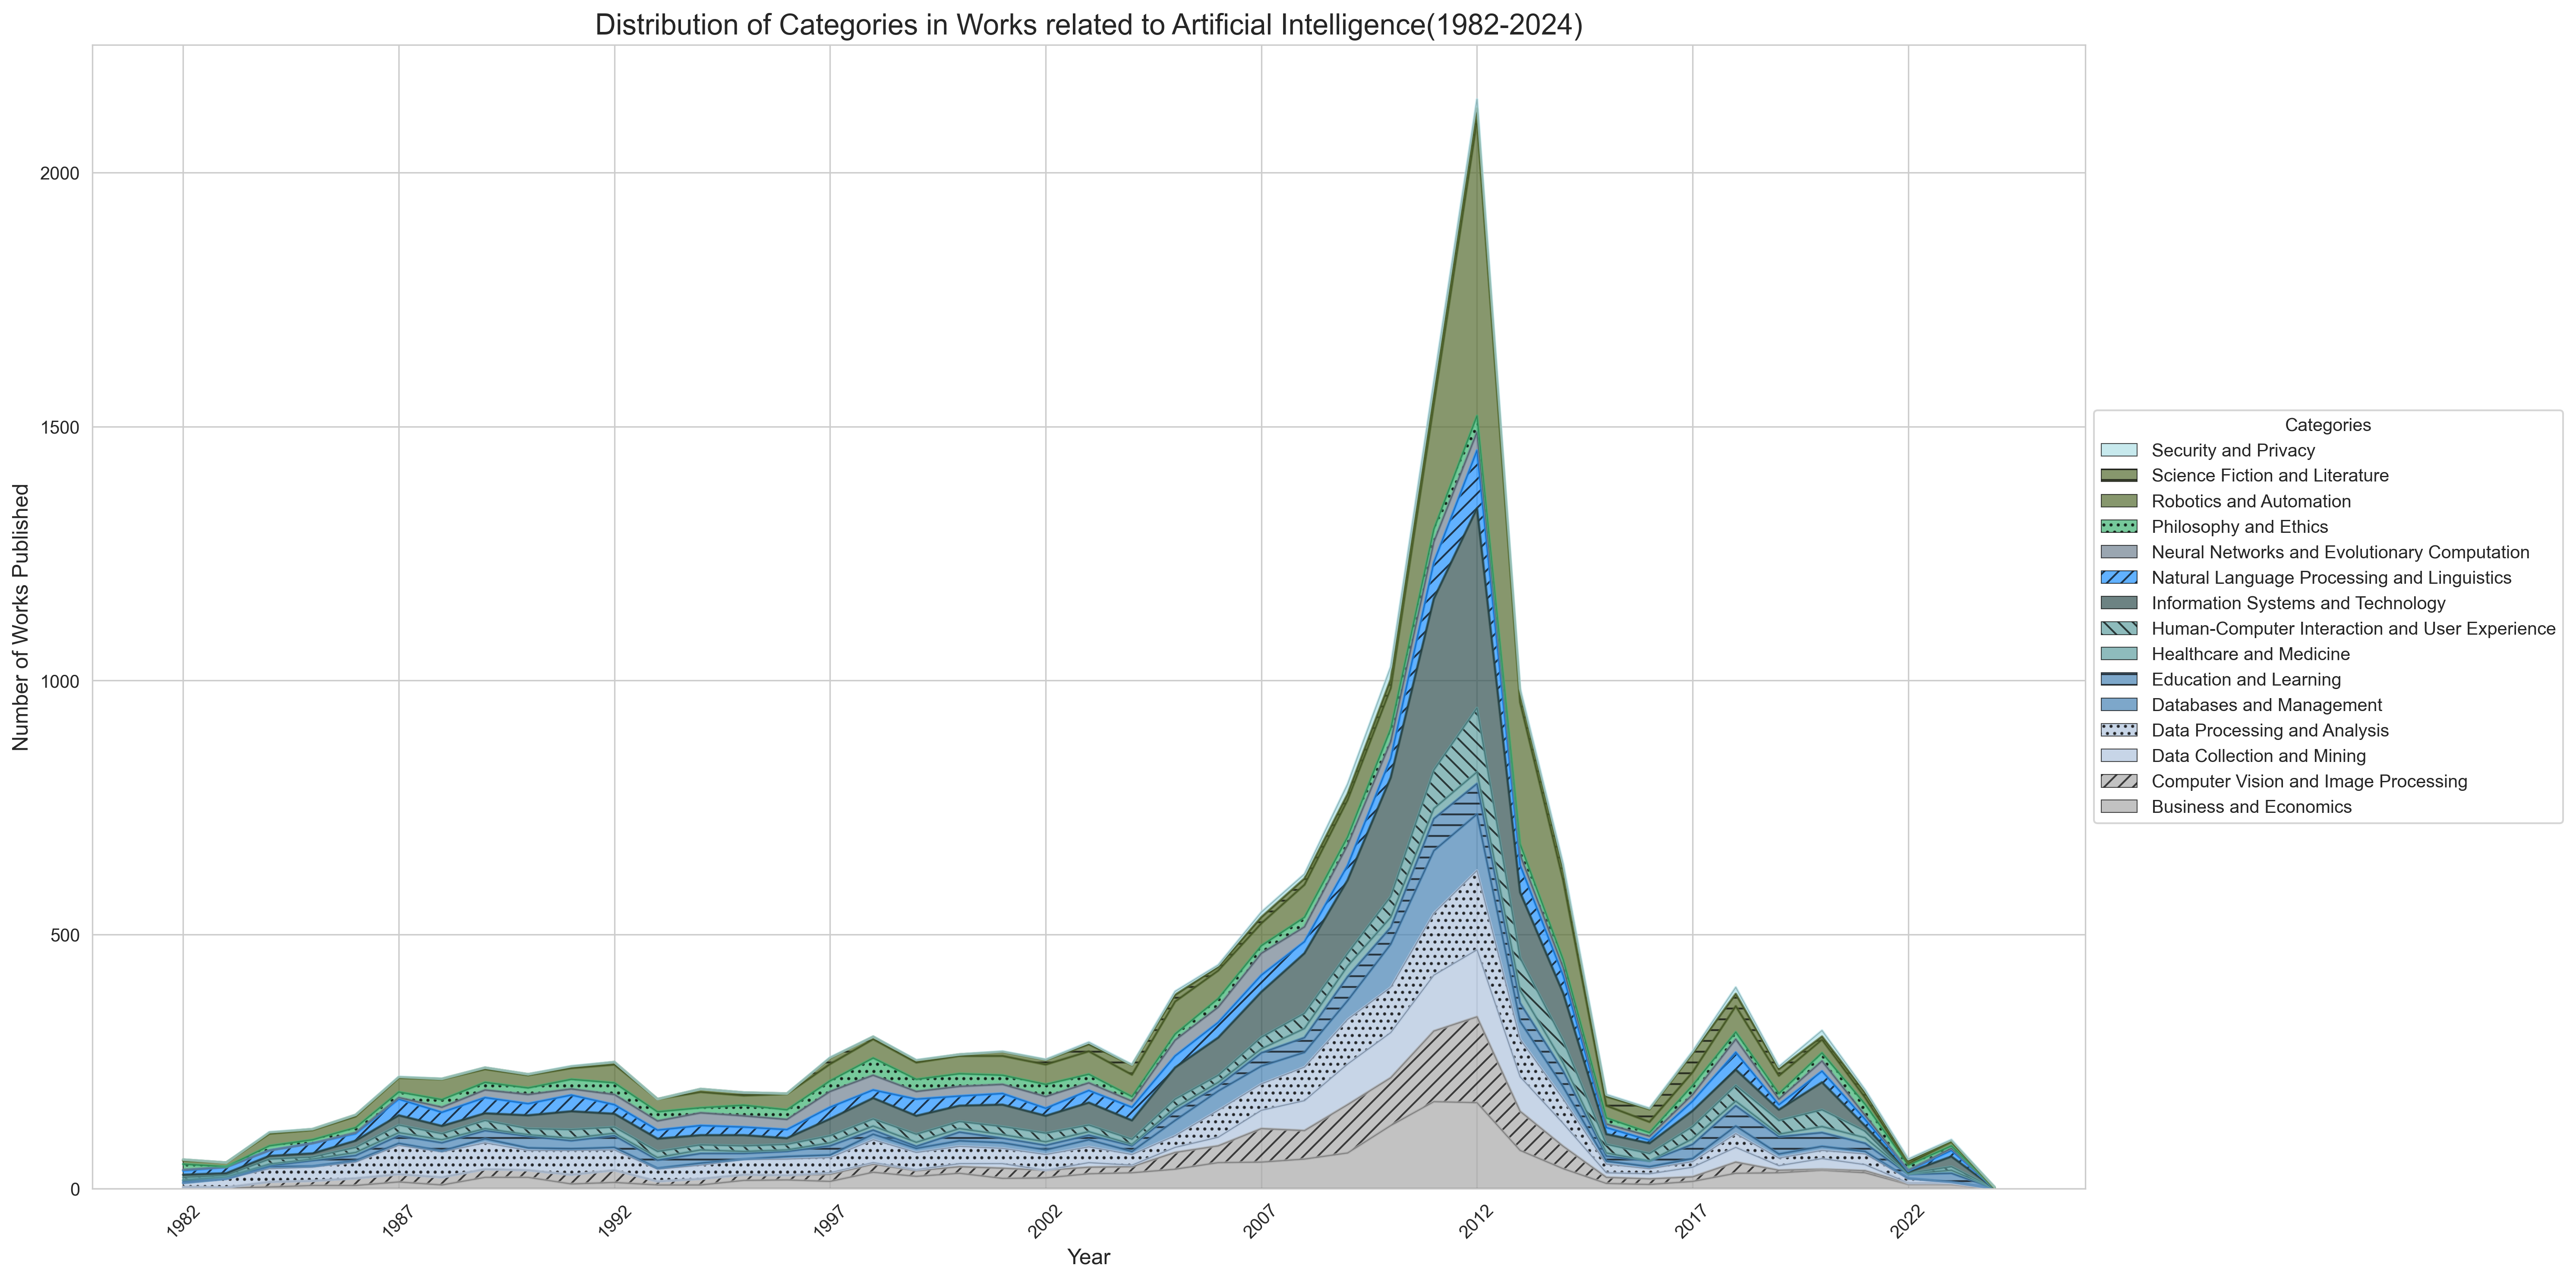 Distribution of Categories in Works related to Artificial Intelligence(1982-2024)
Number of Works Published
2000
1500
1000
500
0
1982
1987
1992
1997
2002
2007
2012
2017
2022
Year
Categories
Security and Privacy
Science Fiction and Literature
Robotics and Automation
Philosophy and Ethics
Neural Networks and Evolutionary Computation
Natural Language Processing and Linguistics
Information Systems and Technology
Human-Computer Interaction and User Experience
Healthcare and Medicine
Education and Learning
Databases and Management
Data Processing and Analysis
Data Collection and Mining
Computer Vision and Image Processing
Business and Economics